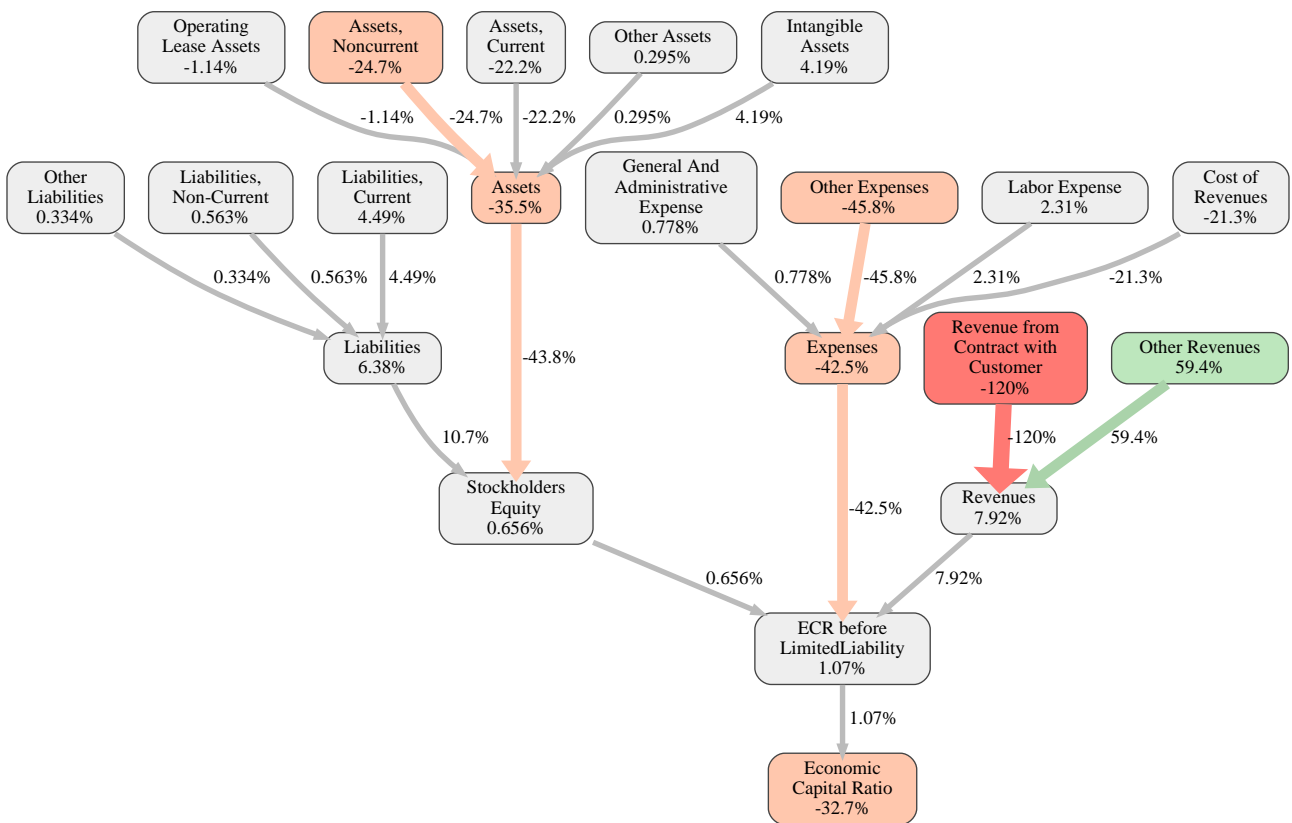 Operating
Lease Assets
-1.14%
Assets,
Noncurrent
-24.7%
Assets,
Current
-22.2%
Other Assets
0.295%
Intangible
Assets
4.19%
-1.14%
-24.7%
-22.2%
0.295%
4.19%
Other
Liabilities
0.334%
Liabilities,
Non-Current
0.563%
Liabilities,
Current
4.49%
Assets
-35.5%
General And
Administrative
Expense
0.778%
Other Expenses
-45.8%
Labor Expense
2.31%
Cost of
Revenues
-21.3%
0.334%
0.563%
4.49%
0.778%
-45.8%
2.31%
-21.3%
Liabilities
6.38%
-43.8%
Expenses
-42.5%
Revenue from
Contract with
Customer
-120%
Other Revenues
59.4%
10.7%
-120%
59.4%
Stockholders
Equity
0.656%
-42.5%
Revenues
7.92%
0.656%
7.92%
ECR before
LimitedLiability
1.07%
1.07%
Economic
Capital Ratio
-32.7%